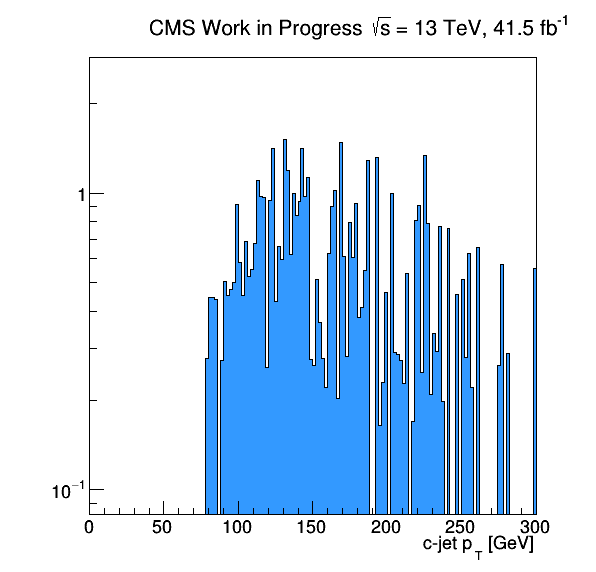 CMS Work in Progress √s = 13 TeV, 41.5 fb⁻¹
1
10⁻¹
0 50 100 150 200 250 300
c-jet p_T [GeV]